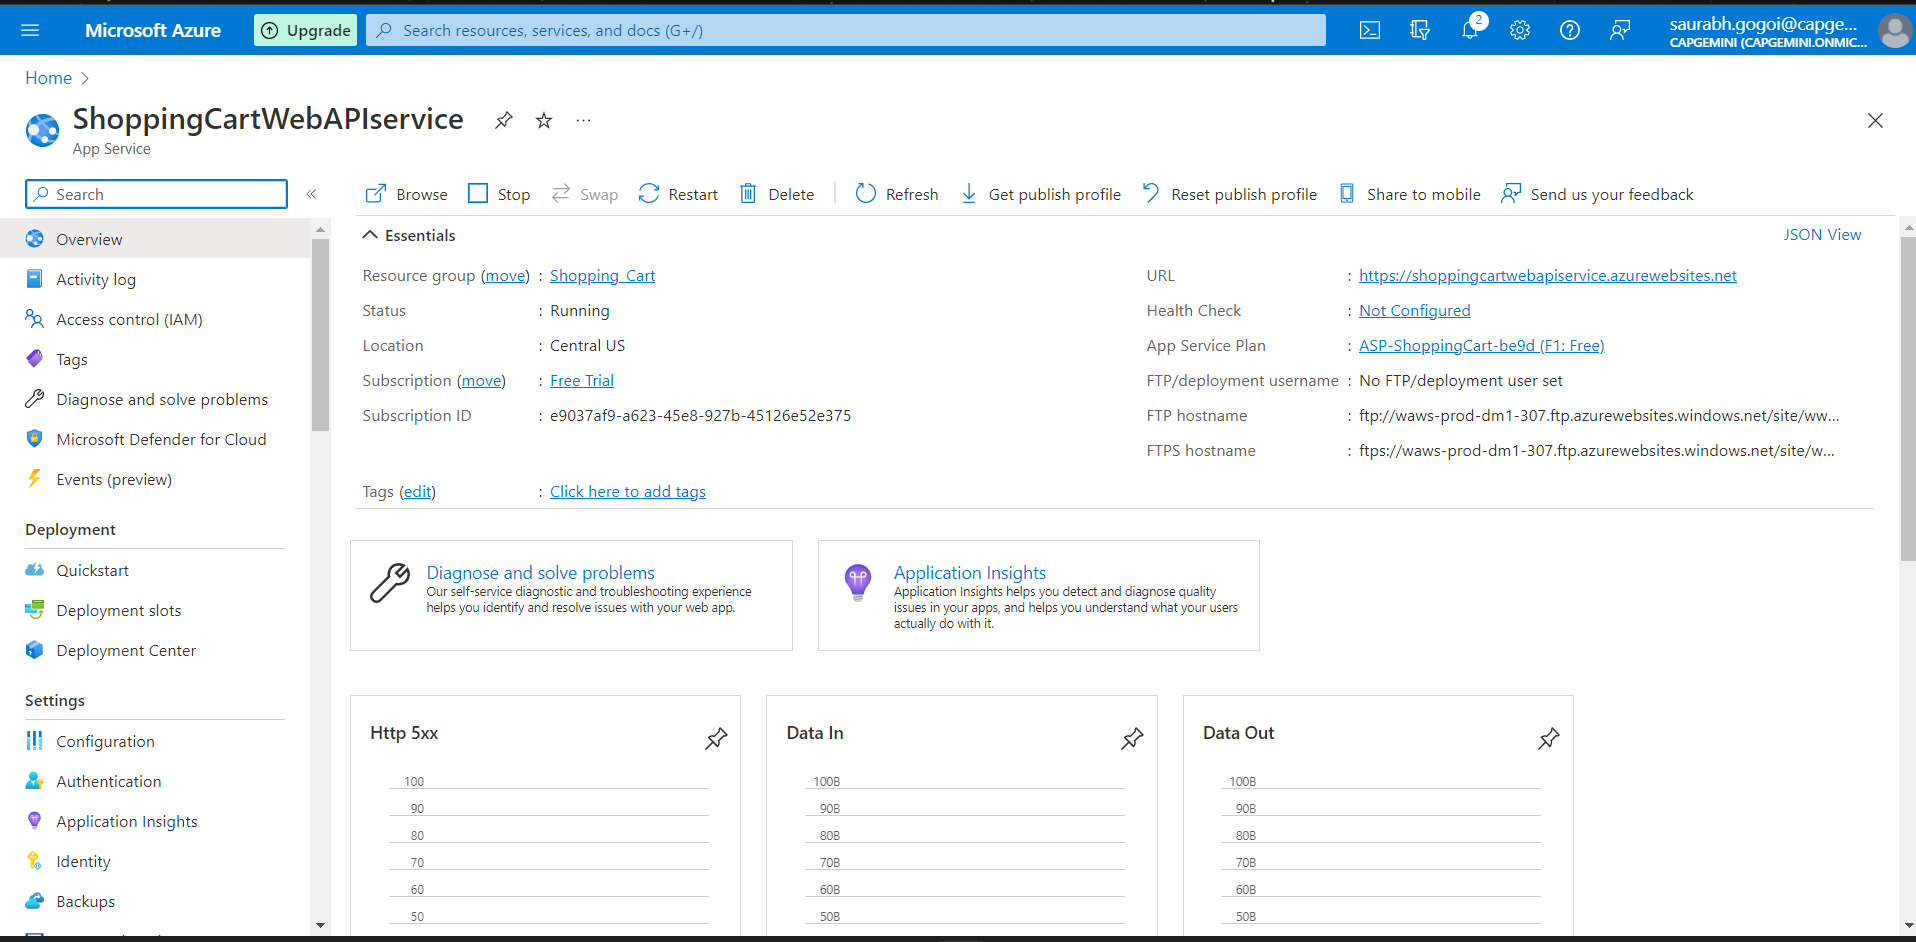 Microsoft Azure
Upgrade
Search resources, services, and docs (G+/)
2
saurabh.gogoi@capge...
CAPGEMINI (CAPGEMINI.ONMIC...
Home
ShoppingCartWebAPIservice
App Service
Search
Browse
Stop
Swap
Restart
Delete
Refresh
Get publish profile
Reset publish profile
Share to mobile
Send us your feedback
Overview
Activity log
Access control (IAM)
Tags
Diagnose and solve problems
Microsoft Defender for Cloud
Events (preview)
Deployment
Quickstart
Deployment slots
Deployment Center
Settings
Configuration
Authentication
Application Insights
Identity
Backups
Essentials
JSON View
Resource group (move) : Shopping_Cart
Status : Running
Location : Central US
Subscription (move) : Free Trial
Subscription ID : e9037af9-a623-45e8-927b-45126e52e375
URL : https://shoppingcartwebapiservice.azurewebsites.net
Health Check : Not Configured
App Service Plan : ASP-ShoppingCart-be9d (F1: Free)
FTP/deployment username : No FTP/deployment user set
FTP hostname : ftp://waws-prod-dm1-307.ftp.azurewebsites.windows.net/site/ww...
FTPS hostname : ftps://waws-prod-dm1-307.ftp.azurewebsites.windows.net/site/w...
Tags (edit) : Click here to add tags
Diagnose and solve problems
Our self-service diagnostic and troubleshooting experience
helps you identify and resolve issues with your web app.
Application Insights
Application Insights helps you detect and diagnose quality
issues in your apps, and helps you understand what your users
actually do with it.
Http 5xx
100
90
80
70
60
50
Data In
100B
90B
80B
70B
60B
50B
Data Out
100B
90B
80B
70B
60B
50B